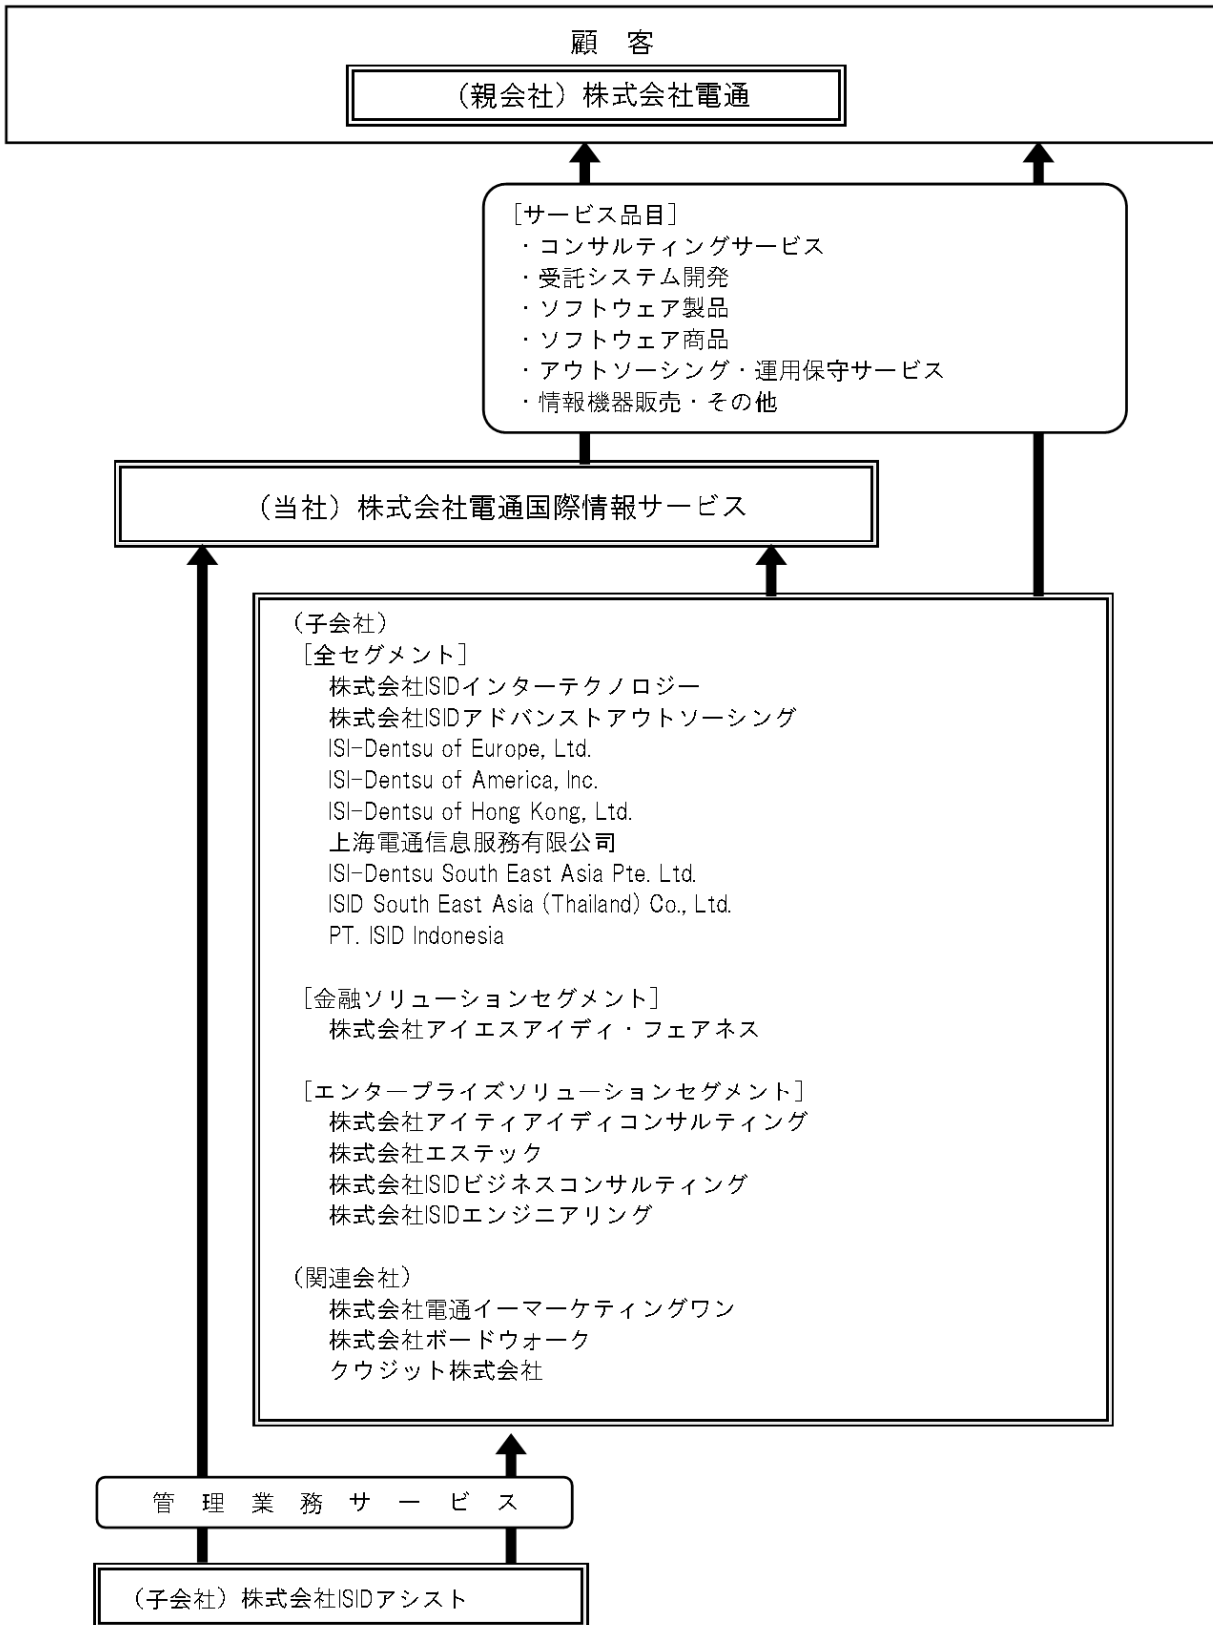 顧　客
（親会社）株式会社電通
［サービス品目］
・コンサルティングサービス
・受託システム開発
・ソフトウェア製品
・ソフトウェア商品
・アウトソーシング・運用保守サービス
・情報機器販売・その他
（当社）株式会社電通国際情報サービス
（子会社）
［全セグメント］
株式会社ISIDインターテクノロジー
株式会社ISIDアドバンストアウトソーシング
ISI-Dentsu of Europe, Ltd.
ISI-Dentsu of America, Inc.
ISI-Dentsu of Hong Kong, Ltd.
上海電通信息服務有限公司
ISI-Dentsu South East Asia Pte. Ltd.
ISID South East Asia (Thailand) Co., Ltd.
PT. ISID Indonesia
［金融ソリューションセグメント］
株式会社アイエスアイディ・フェアネス
［エンタープライズソリューションセグメント］
株式会社アイティアイディコンサルティング
株式会社エステック
株式会社ISIDビジネスコンサルティング
株式会社ISIDエンジニアリング
（関連会社）
株式会社電通イーマーケティングワン
株式会社ボードウォーク
クウジット株式会社
管　理　業　務　サ　ー　ビ　ス
（子会社）株式会社ISIDアシスト